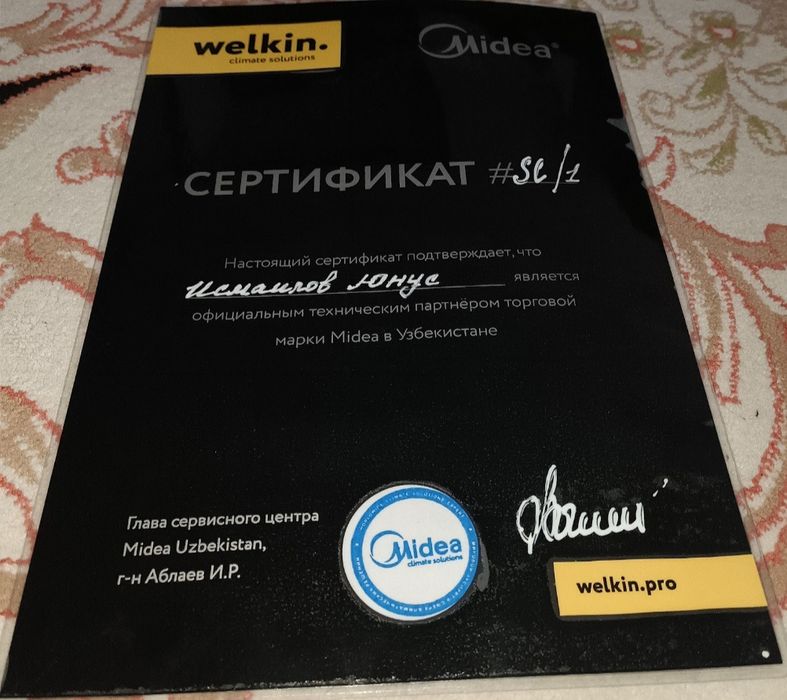 welkin.
climate solutions
Midea®
СЕРТИФИКАТ #SC/1
Настоящий сертификат подтверждает, что
Исмаилов Юнус является
официальным техническим партнёром торговой
марки Midea в Узбекистане
Глава сервисного центра
Midea Uzbekistan,
г-н Аблаев И.Р.
Midea
climate solutions
welkin.pro